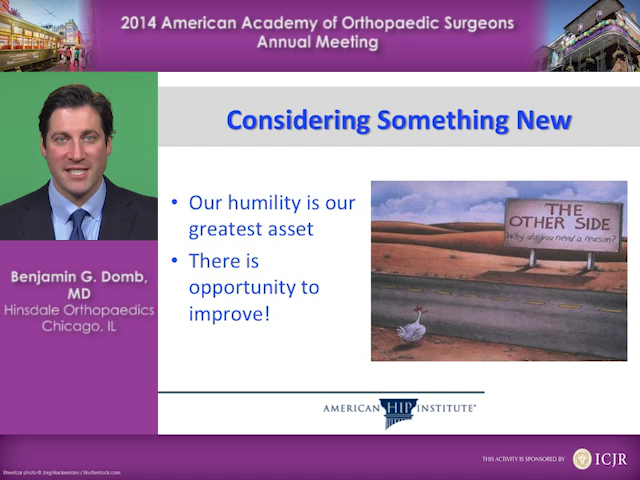 2014 American Academy of Orthopaedic Surgeons
Annual Meeting
Considering Something New
• Our humility is our
greatest asset
• There is
opportunity to
improve!
THE
OTHER SIDE
Why do you need a reason?
Benjamin G. Domb,
MD
Hinsdale Orthopaedics
Chicago, IL
AMERICAN HIP INSTITUTE
THIS ACTIVITY IS SPONSORED BY ICJR
Streetcar photo © Jorg Hackemann / Shutterstock.com